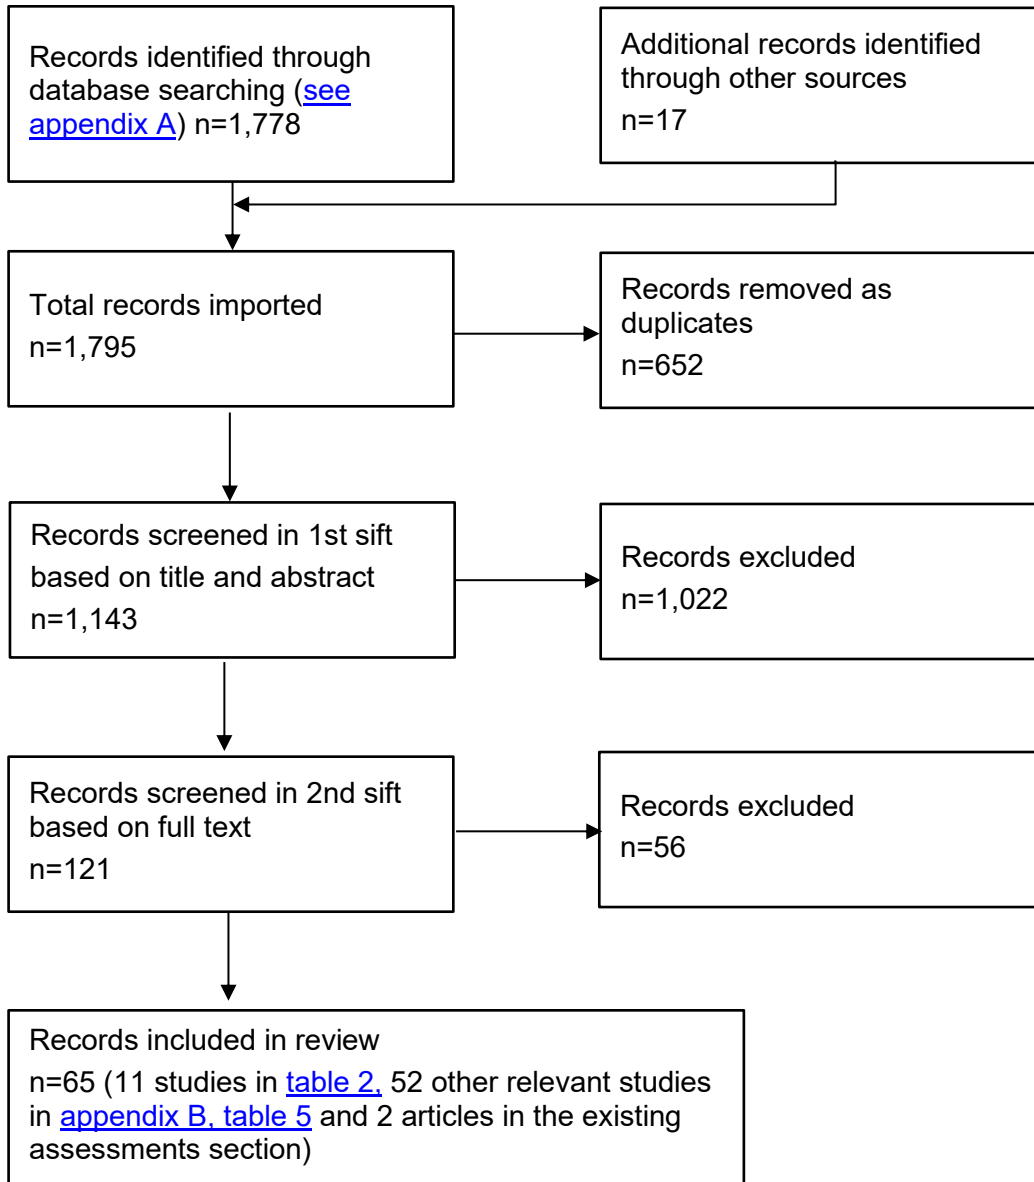 Records identified through
database searching (see
appendix A) n=1,778
Additional records identified
through other sources
n=17
Total records imported
n=1,795
Records removed as
duplicates
n=652
Records screened in 1st sift
based on title and abstract
n=1,143
Records excluded
n=1,022
Records screened in 2nd sift
based on full text
n=121
Records excluded
n=56
Records included in review
n=65 (11 studies in table 2, 52 other relevant studies
in appendix B, table 5 and 2 articles in the existing
assessments section)